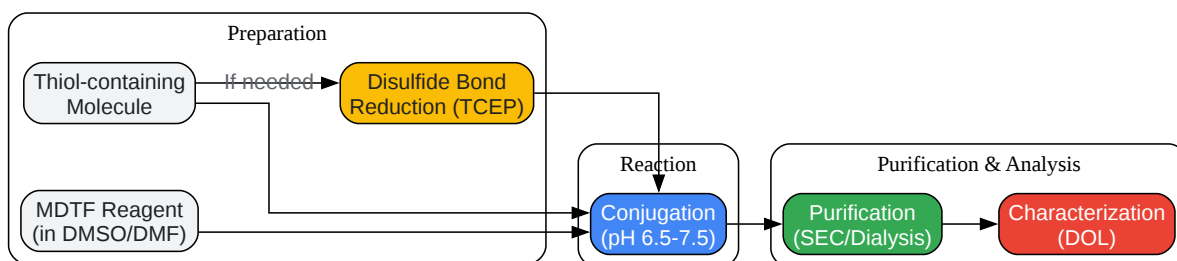 Preparation
Thiol-containing
Molecule
If needed
Disulfide Bond
Reduction (TCEP)
MDTF Reagent
(in DMSO/DMF)
Reaction
Conjugation
(pH 6.5-7.5)
Purification & Analysis
Purification
(SEC/Dialysis)
Characterization
(DOL)